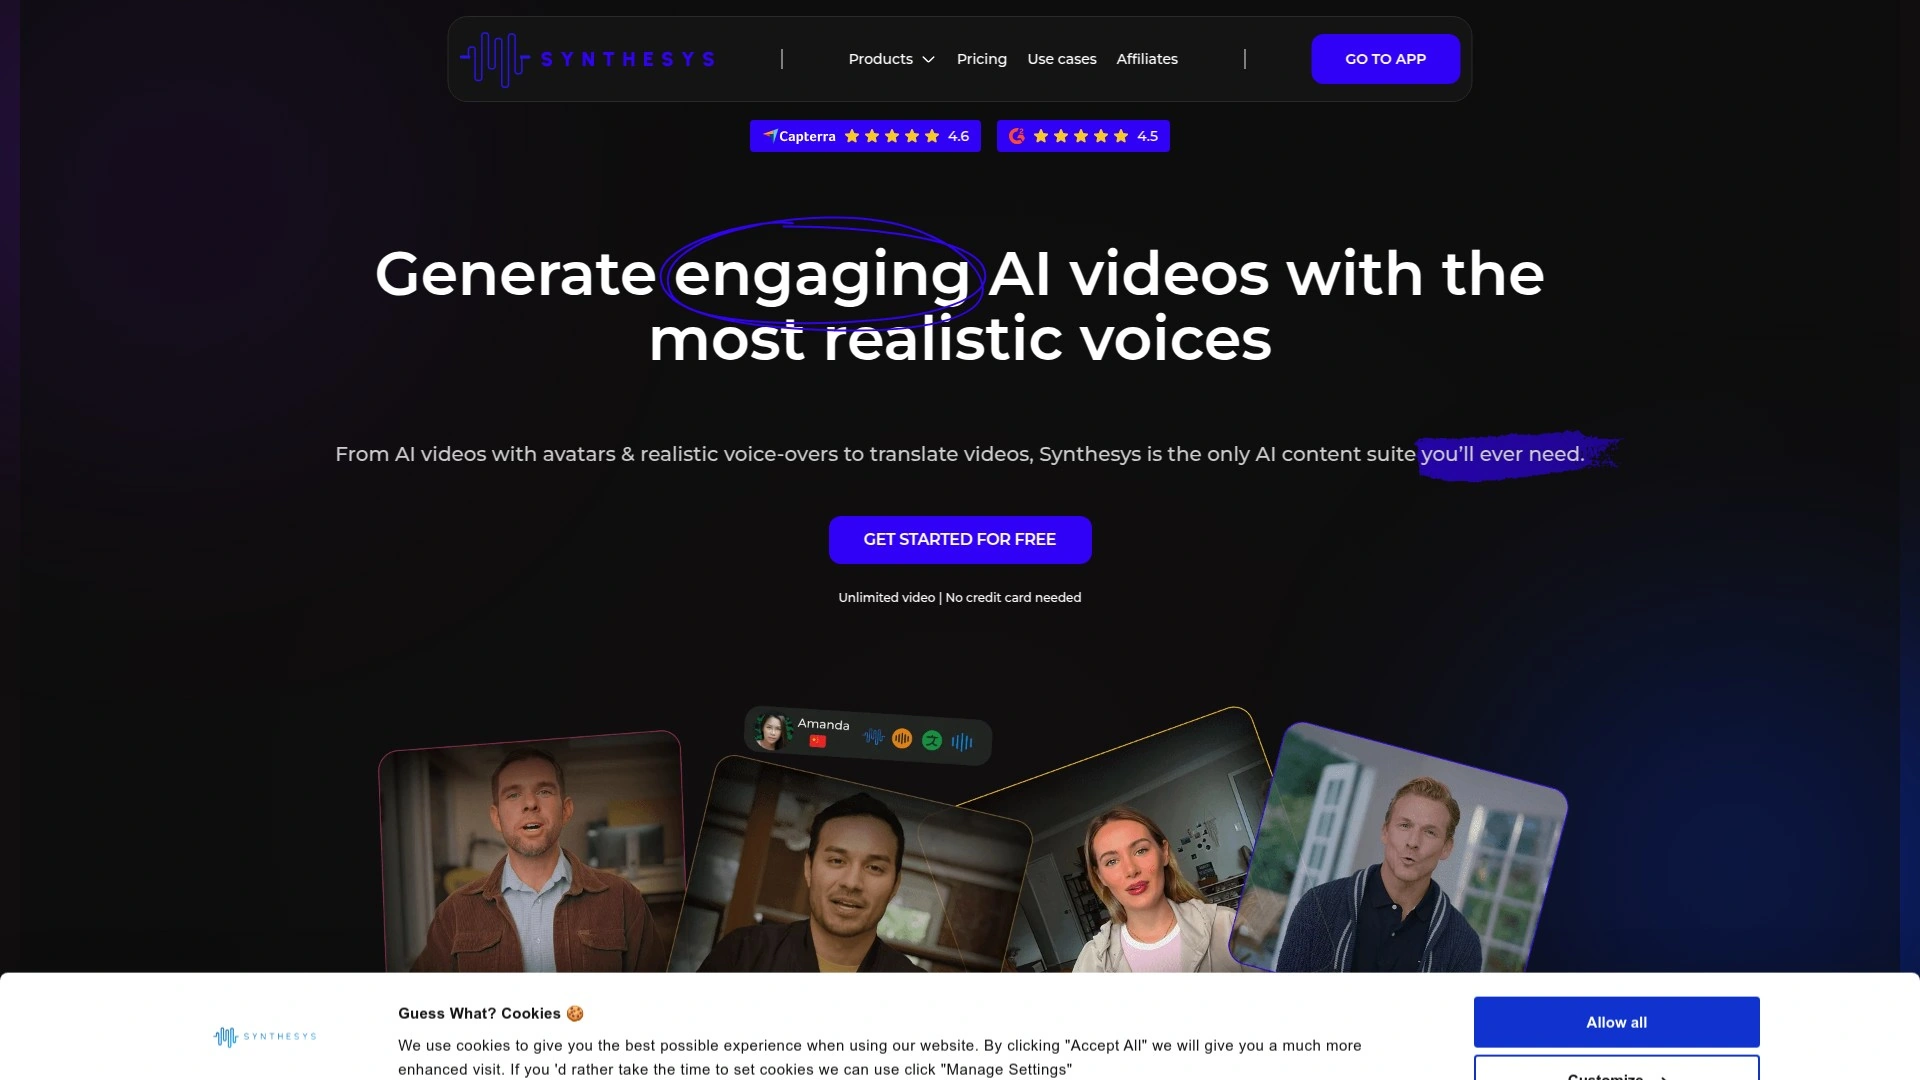 SYNTHESYS
Products
Pricing
Use cases
Affiliates
GO TO APP
Capterra 4.6
4.5
Generate engaging AI videos with the
most realistic voices
From AI videos with avatars & realistic voice-overs to translate videos, Synthesys is the only AI content suite you'll ever need.
GET STARTED FOR FREE
Unlimited video | No credit card needed
Amanda
SYNTHESYS
Guess What? Cookies 🍪
We use cookies to give you the best possible experience when using our website. By clicking "Accept All" we will give you a much more
enhanced visit. If you 'd rather take the time to set cookies we can use click "Manage Settings"
Allow all
Customize